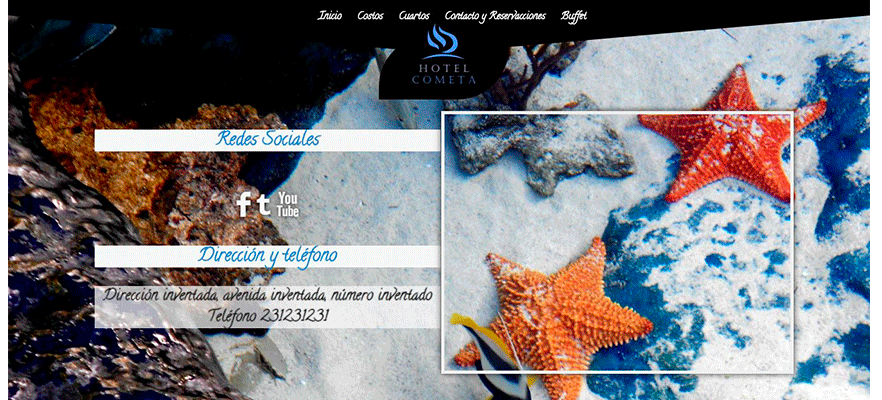 Inicio Costos Cuartos Contacto y Reservacciones Buffet
HOTEL
COMETA
Redes Sociales
f t You
Tube
Dirección y teléfono
Dirección inventada, avenida inventada, número inventado
Teléfono 231231231